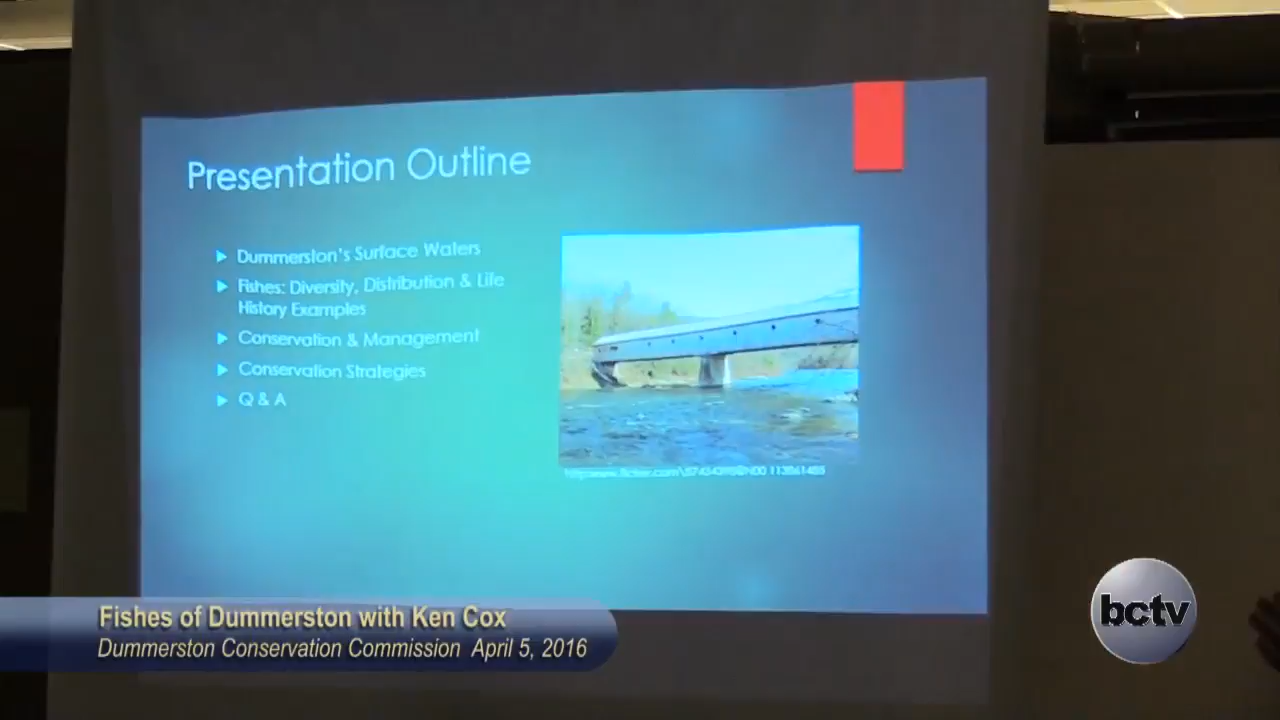 Presentation Outline
Dummerston's Surface Waters
Fishes: Diversity, Distribution & Life
History Examples
Conservation & Management
Conservation Strategies
Q & A
Fishes of Dummerston with Ken Cox
Dummerston Conservation Commission April 5, 2016
bctv